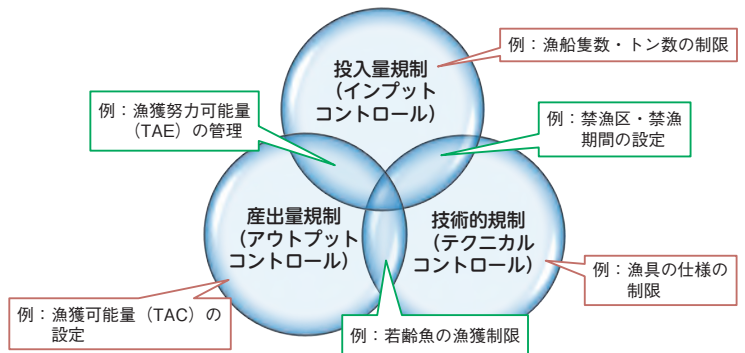 例：漁船隻数・トン数の制限
投入量規制
（インプット
コントロール）
例：漁獲努力可能量
（TAE）の管理
例：禁漁区・禁漁
期間の設定
産出量規制
（アウトプット
コントロール）
技術的規制
（テクニカル
コントロール）
例：漁具の仕様の
制限
例：漁獲可能量（TAC）の
設定
例：若齢魚の漁獲制限